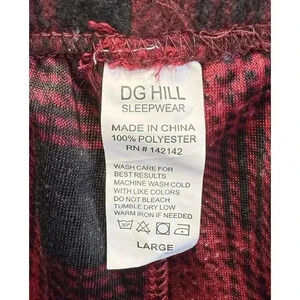 DG HILL
SLEEPWEAR
MADE IN CHINA
100% POLYESTER
RN # 142142
WASH CARE FOR
BEST RESULTS
MACHINE WASH COLD
WITH LIKE COLORS
DO NOT BLEACH
TUMBLE DRY LOW
WARM IRON IF NEEDED
LARGE